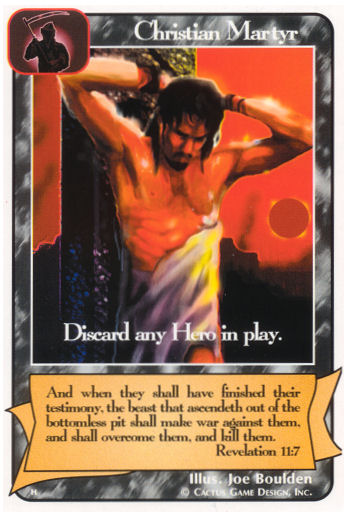 Christian Martyr
Discard any Hero in play.
And when they shall have finished their
testimony, the beast that ascendeth out of the
bottomless pit shall make war against them,
and shall overcome them, and kill them.
Revelation 11:7
Illus. Joe Boulden
H © Cactus Game Design, Inc.